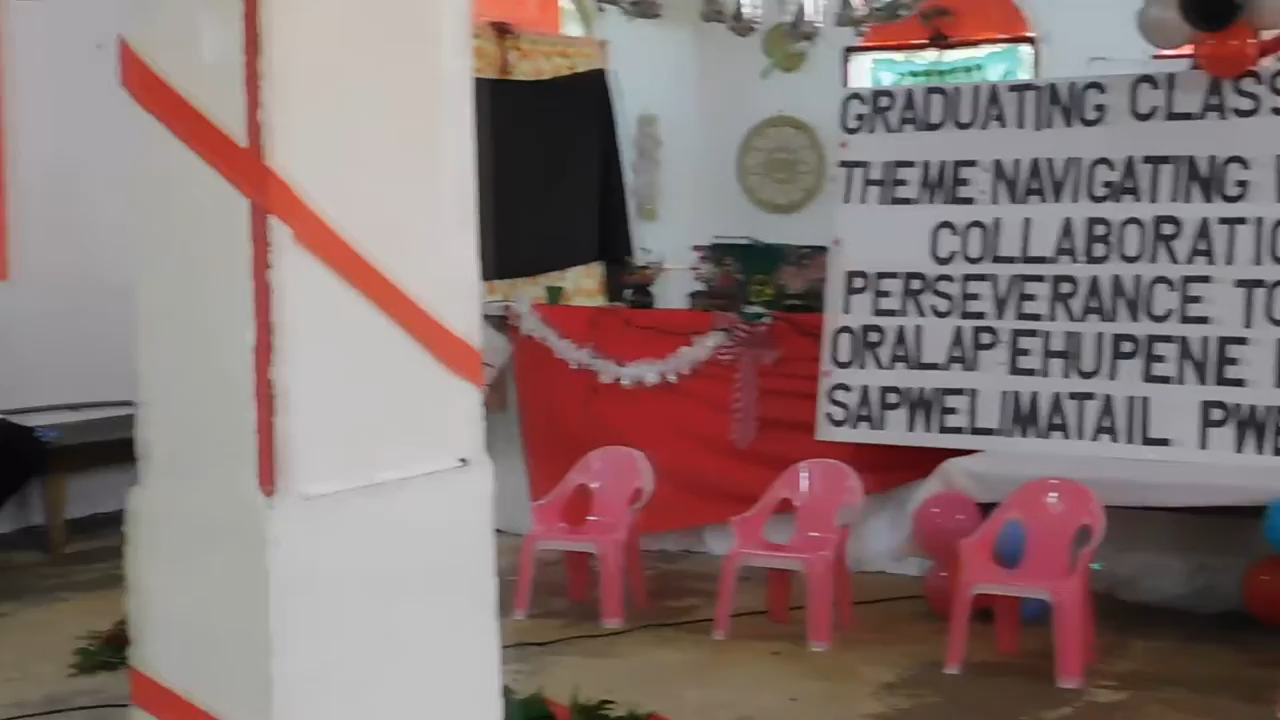 GRADUATING CLASS
THEME: NAVIGATING
COLLABORATIO
PERSEVERANCE TO
ORALAP EHUPENE
SAPWELIMATAIL PW